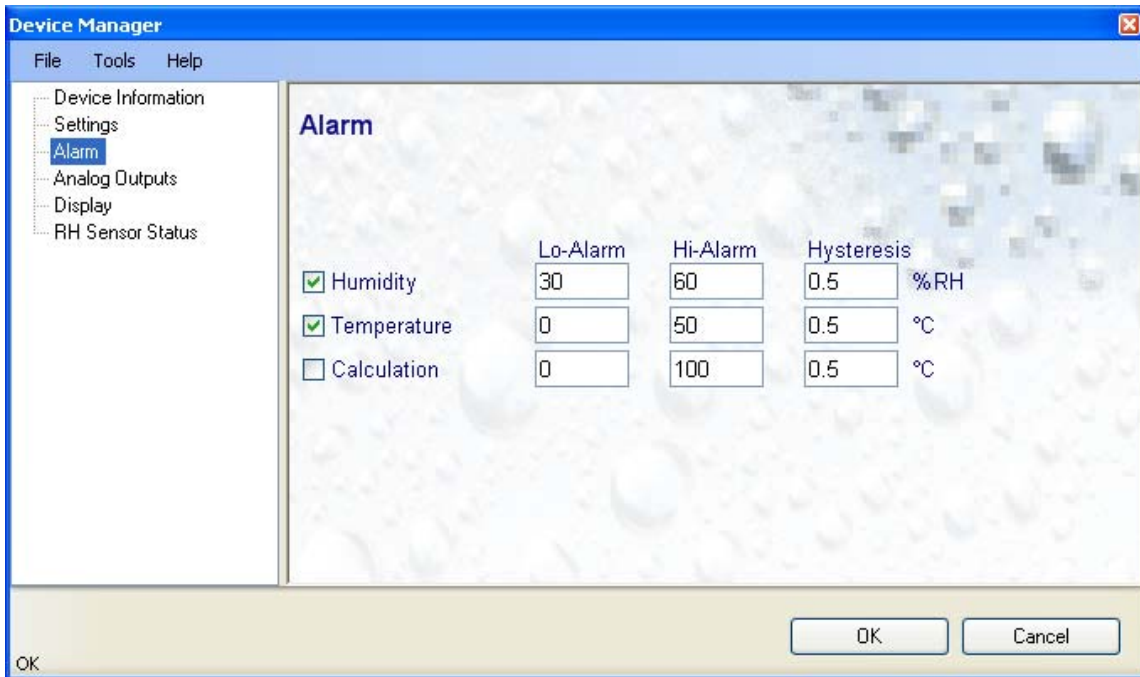 Device Manager
File Tools Help
Device Information
Settings
Alarm
Analog Outputs
Display
RH Sensor Status
Alarm
Lo-Alarm Hi-Alarm Hysteresis
Humidity 30 60 0.5 %RH
Temperature 0 50 0.5 °C
Calculation 0 100 0.5 °C
OK Cancel
OK